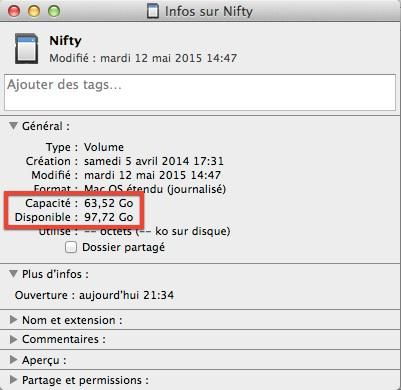 Infos sur Nifty
Nifty
Modifié : mardi 12 mai 2015 14:47
Ajouter des tags...
Général :
Type : Volume
Création : samedi 5 avril 2014 17:31
Modifié : mardi 12 mai 2015 14:47
Format : Mac OS étendu (journalisé)
Capacité : 63,52 Go
Disponible : 97,72 Go
Utilisé : -- octets (-- ko sur disque)
Dossier partagé
Plus d'infos :
Ouverture : aujourd'hui 21:34
Nom et extension :
Commentaires :
Aperçu :
Partage et permissions :